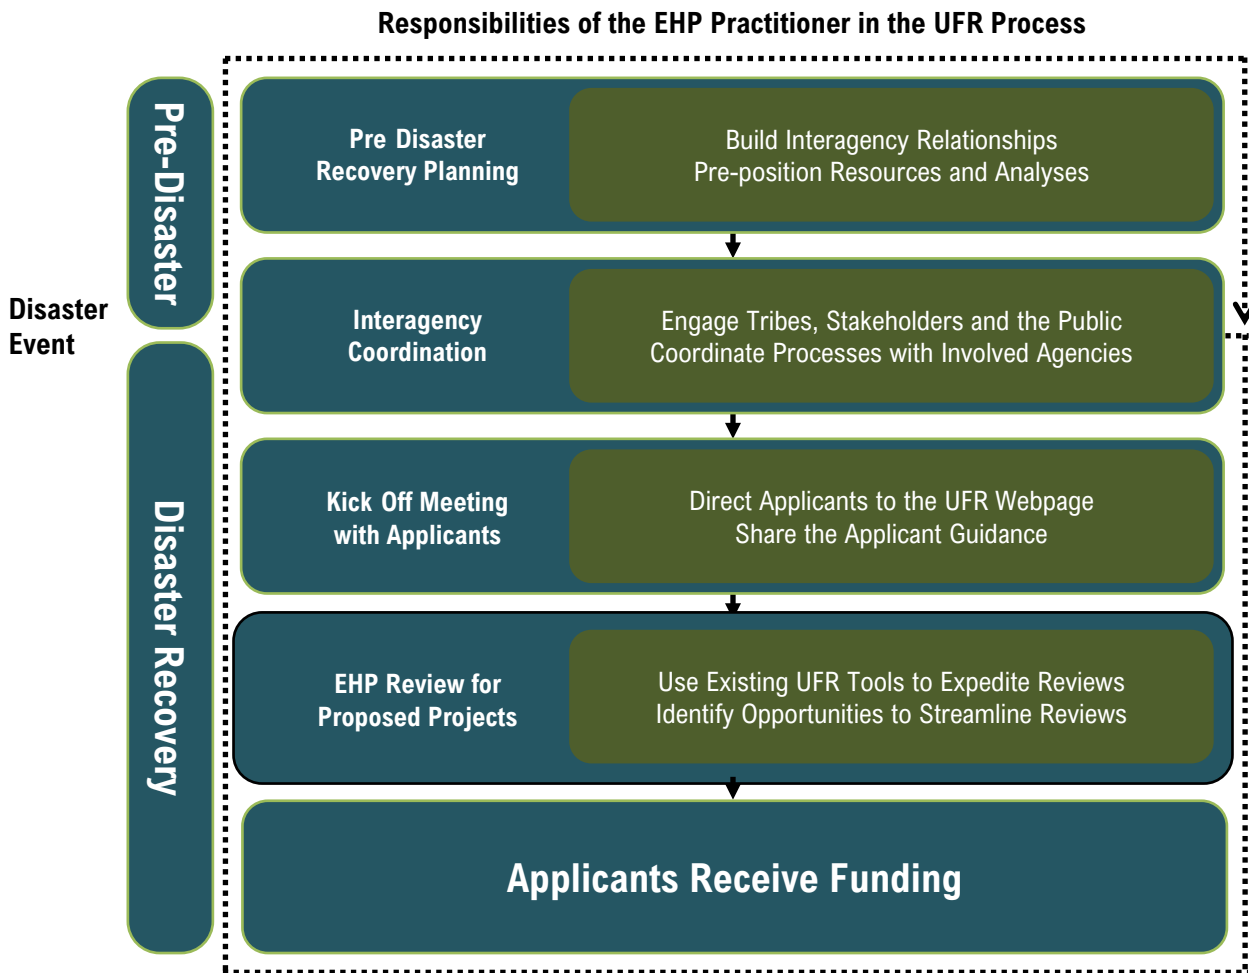 Responsibilities of the EHP Practitioner in the UFR Process
Pre-Disaster
Pre Disaster
Recovery Planning
Build Interagency Relationships
Pre-position Resources and Analyses
Disaster
Event
Interagency
Coordination
Engage Tribes, Stakeholders and the Public
Coordinate Processes with Involved Agencies
Disaster Recovery
Kick Off Meeting
with Applicants
Direct Applicants to the UFR Webpage
Share the Applicant Guidance
EHP Review for
Proposed Projects
Use Existing UFR Tools to Expedite Reviews
Identify Opportunities to Streamline Reviews
Applicants Receive Funding